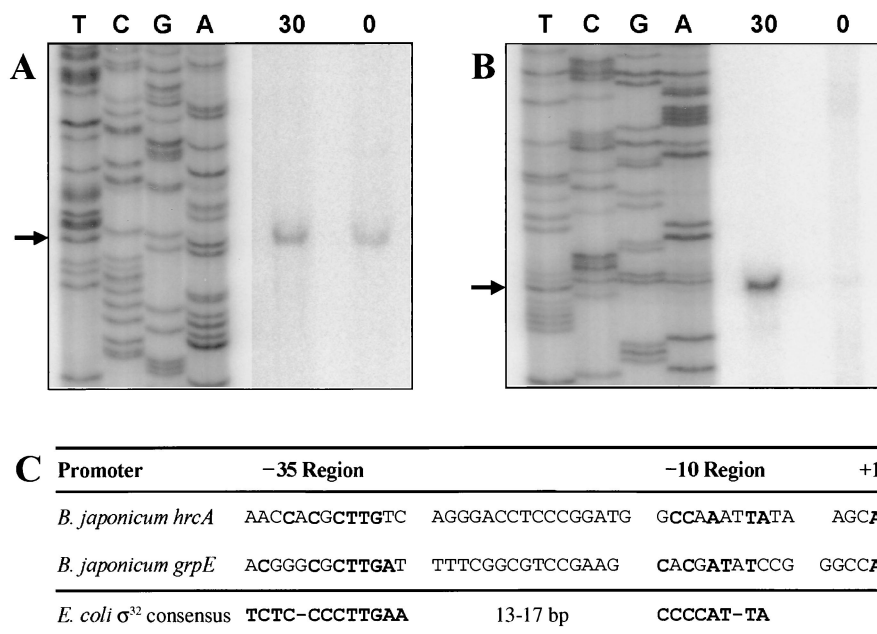 T C G A 30 0
A
T C G A 30 0
B
C Promoter −35 Region −10 Region +1
B. japonicum hrcA AACCACGCTTGTC AGGGACCTCCCGGATG GCCAAATTATA AGCA
B. japonicum grpE ACGGGCGCTTGAT TTTCGGCGTCCGAAG CACGATATCCG GGCCA
E. coli σ32 consensus TCTC-CCCTTGAA 13-17 bp CCCCAT-TA